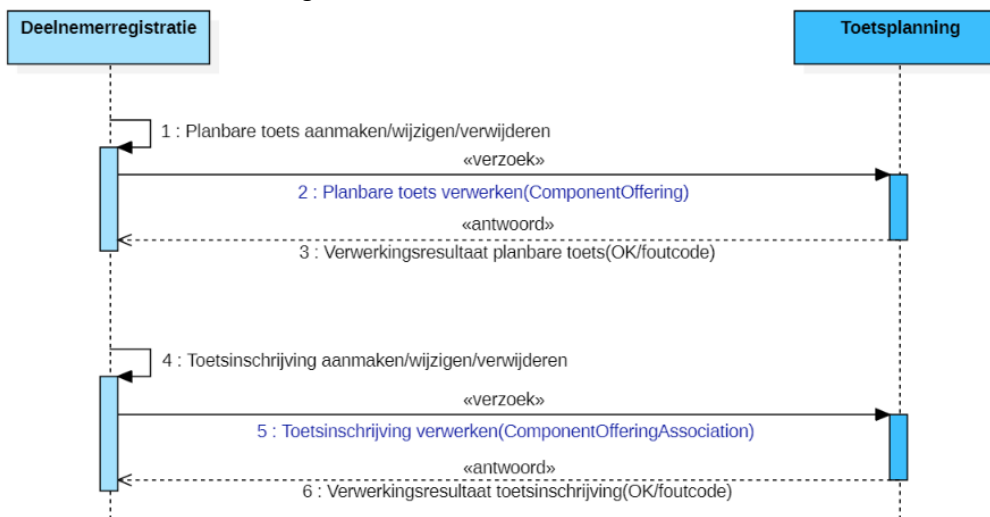 Deelnemerregistratie
Toetsplanning
1 : Planbare toets aanmaken/wijzigen/verwijderen
«verzoek»
2 : Planbare toets verwerken(ComponentOffering)
«antwoord»
3 : Verwerkingsresultaat planbare toets(OK/foutcode)
4 : Toetsinschrijving aanmaken/wijzigen/verwijderen
«verzoek»
5 : Toetsinschrijving verwerken(ComponentOfferingAssociation)
«antwoord»
6 : Verwerkingsresultaat toetsinschrijving(OK/foutcode)